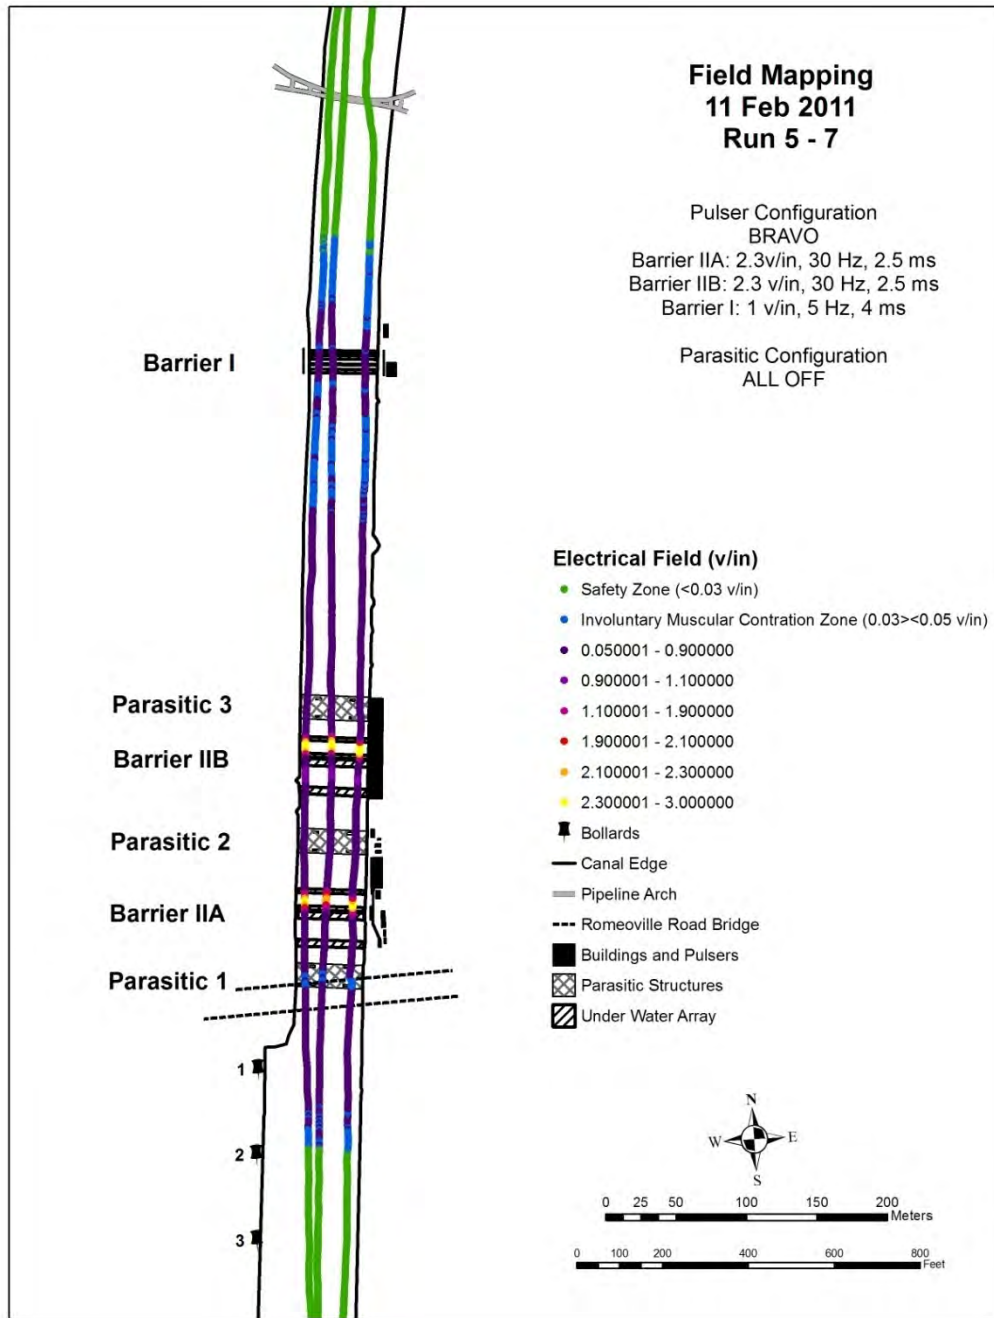 Field Mapping
11 Feb 2011
Run 5 - 7
Pulser Configuration
BRAVO
Barrier IIA: 2.3v/in, 30 Hz, 2.5 ms
Barrier IIB: 2.3 v/in, 30 Hz, 2.5 ms
Barrier I: 1 v/in, 5 Hz, 4 ms
Parasitic Configuration
ALL OFF
Barrier I
Parasitic 3
Barrier IIB
Parasitic 2
Barrier IIA
Parasitic 1
1
2
3
Electrical Field (v/in)
Safety Zone (<0.03 v/in)
Involuntary Muscular Contration Zone (0.03><0.05 v/in)
0.050001 - 0.900000
0.900001 - 1.100000
1.100001 - 1.900000
1.900001 - 2.100000
2.100001 - 2.300000
2.300001 - 3.000000
Bollards
Canal Edge
Pipeline Arch
Romeoville Road Bridge
Buildings and Pulsers
Parasitic Structures
Under Water Array
N
W E
S
0 25 50 100 150 200
Meters
0 100 200 400 600 800
Feet